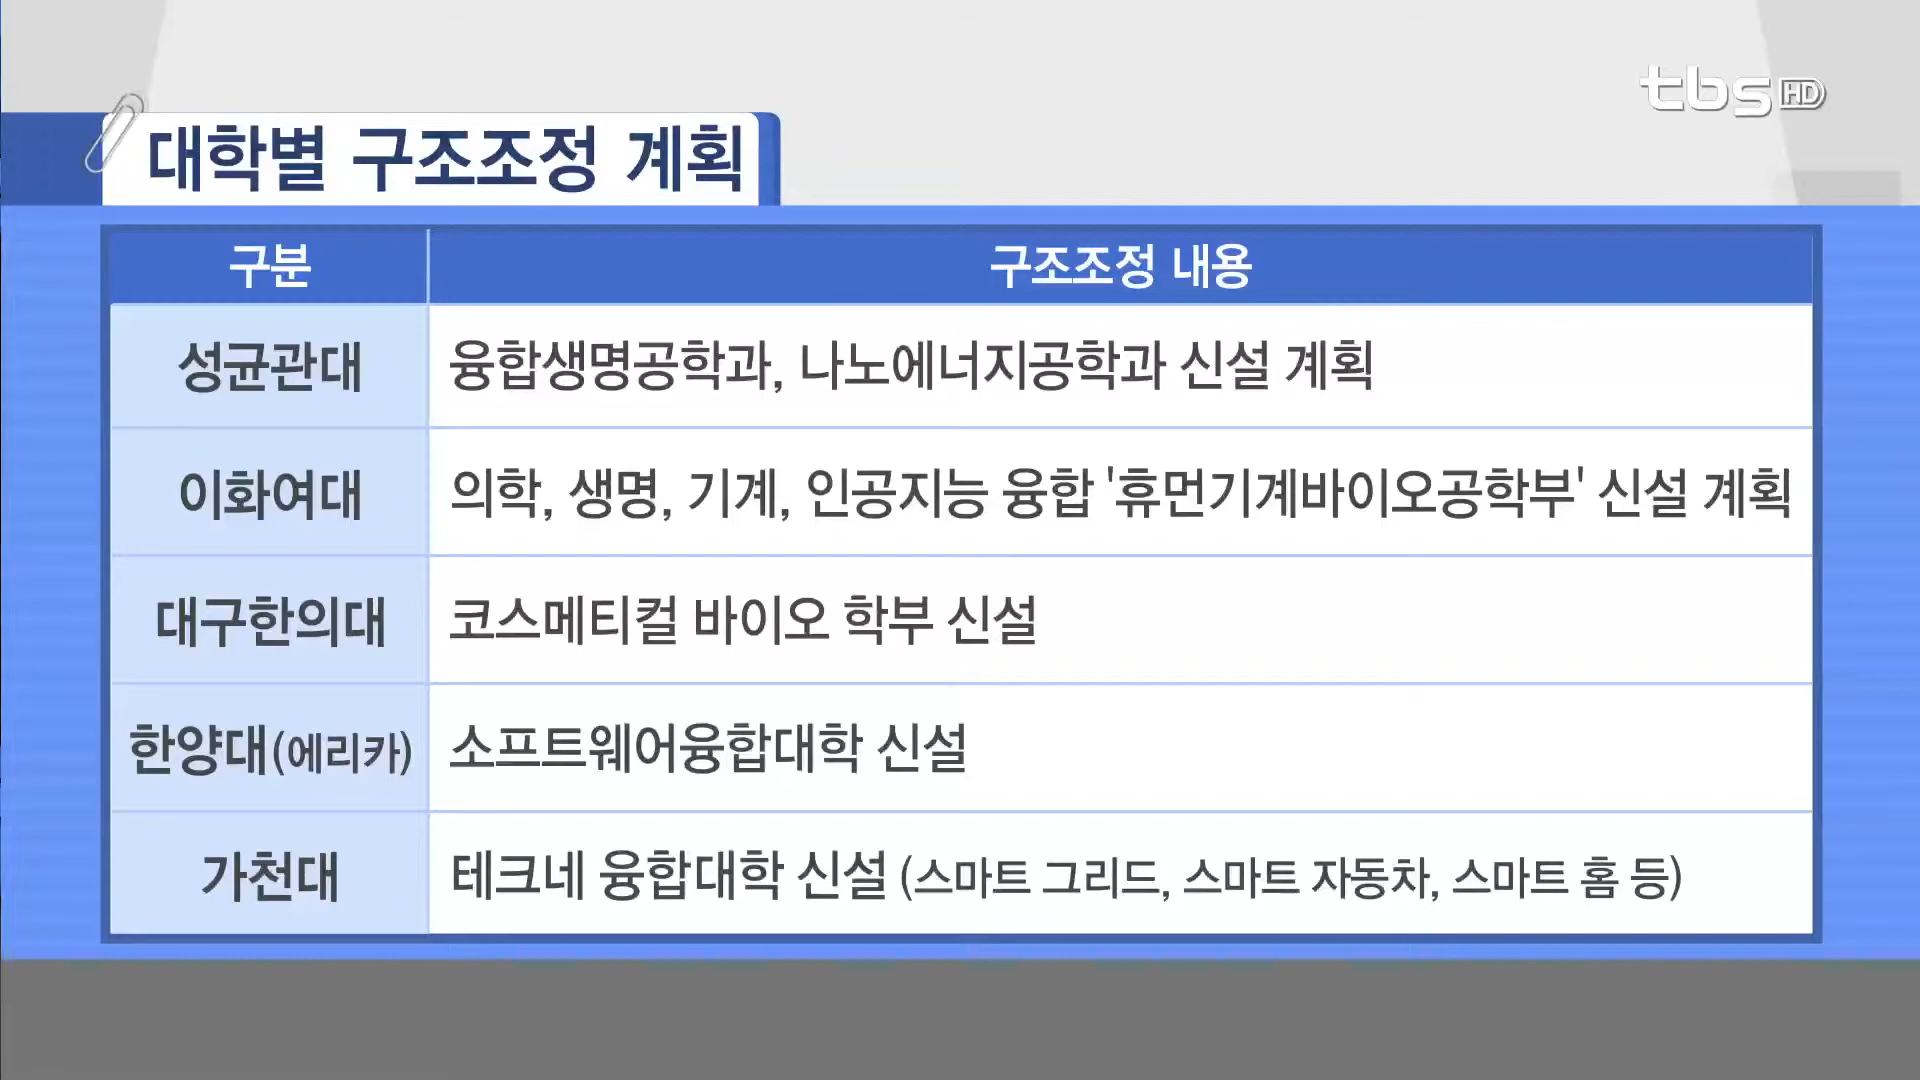 tbs HD
대학별 구조조정 계획
구분
구조조정 내용
성균관대
융합생명공학과, 나노에너지공학과 신설 계획
이화여대
의학, 생명, 기계, 인공지능 융합 '휴먼기계바이오공학부' 신설 계획
대구한의대
코스메티컬 바이오 학부 신설
한양대(에리카)
소프트웨어융합대학 신설
가천대
테크네 융합대학 신설 (스마트 그리드, 스마트 자동차, 스마트 홈 등)